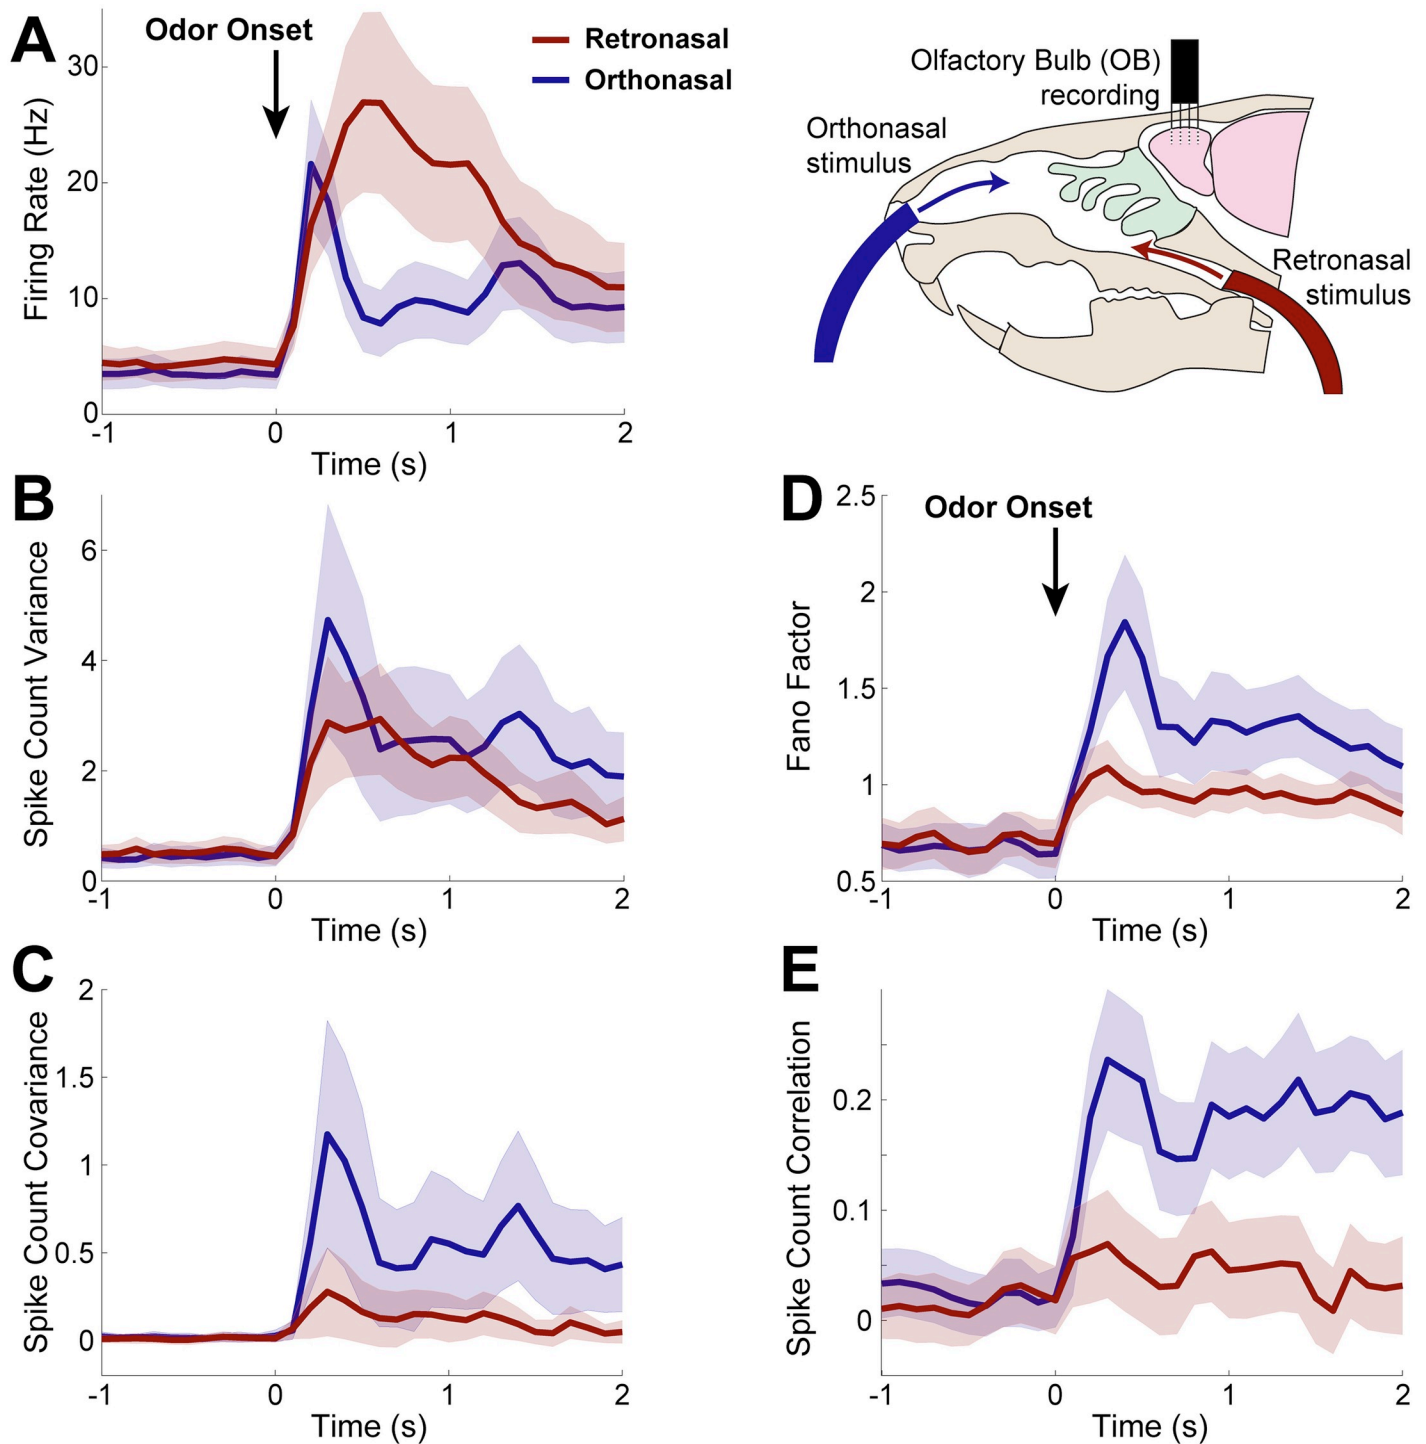 A
Odor Onset
Retronasal
Orthonasal
Firing Rate (Hz)
30
20
10
0
-1
0
1
2
Time (s)
Olfactory Bulb (OB)
recording
Orthonasal
stimulus
Retronasal
stimulus
B
Spike Count Variance
6
4
2
0
-1
0
1
2
Time (s)
D
Odor Onset
Fano Factor
2.5
2
1.5
1
0.5
-1
0
1
2
Time (s)
C
Spike Count Covariance
2
1.5
1
0.5
0
-1
0
1
2
Time (s)
E
Spike Count Correlation
0.2
0.1
0
-1
0
1
2
Time (s)